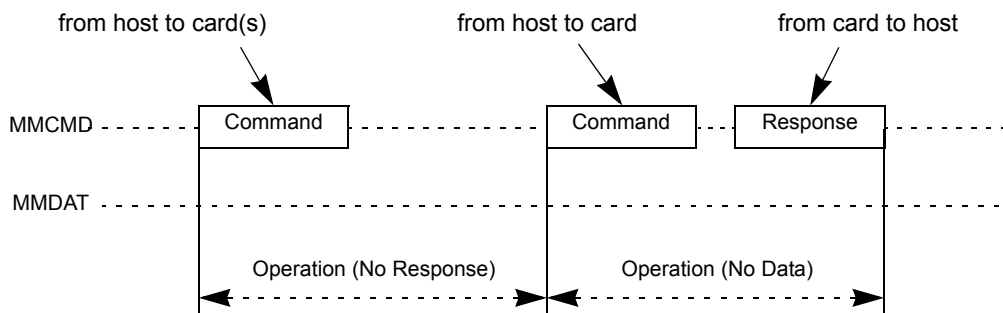 from host to card(s) from host to card from card to host
MMCMD Command Command Response
MMDAT
Operation (No Response) Operation (No Data)